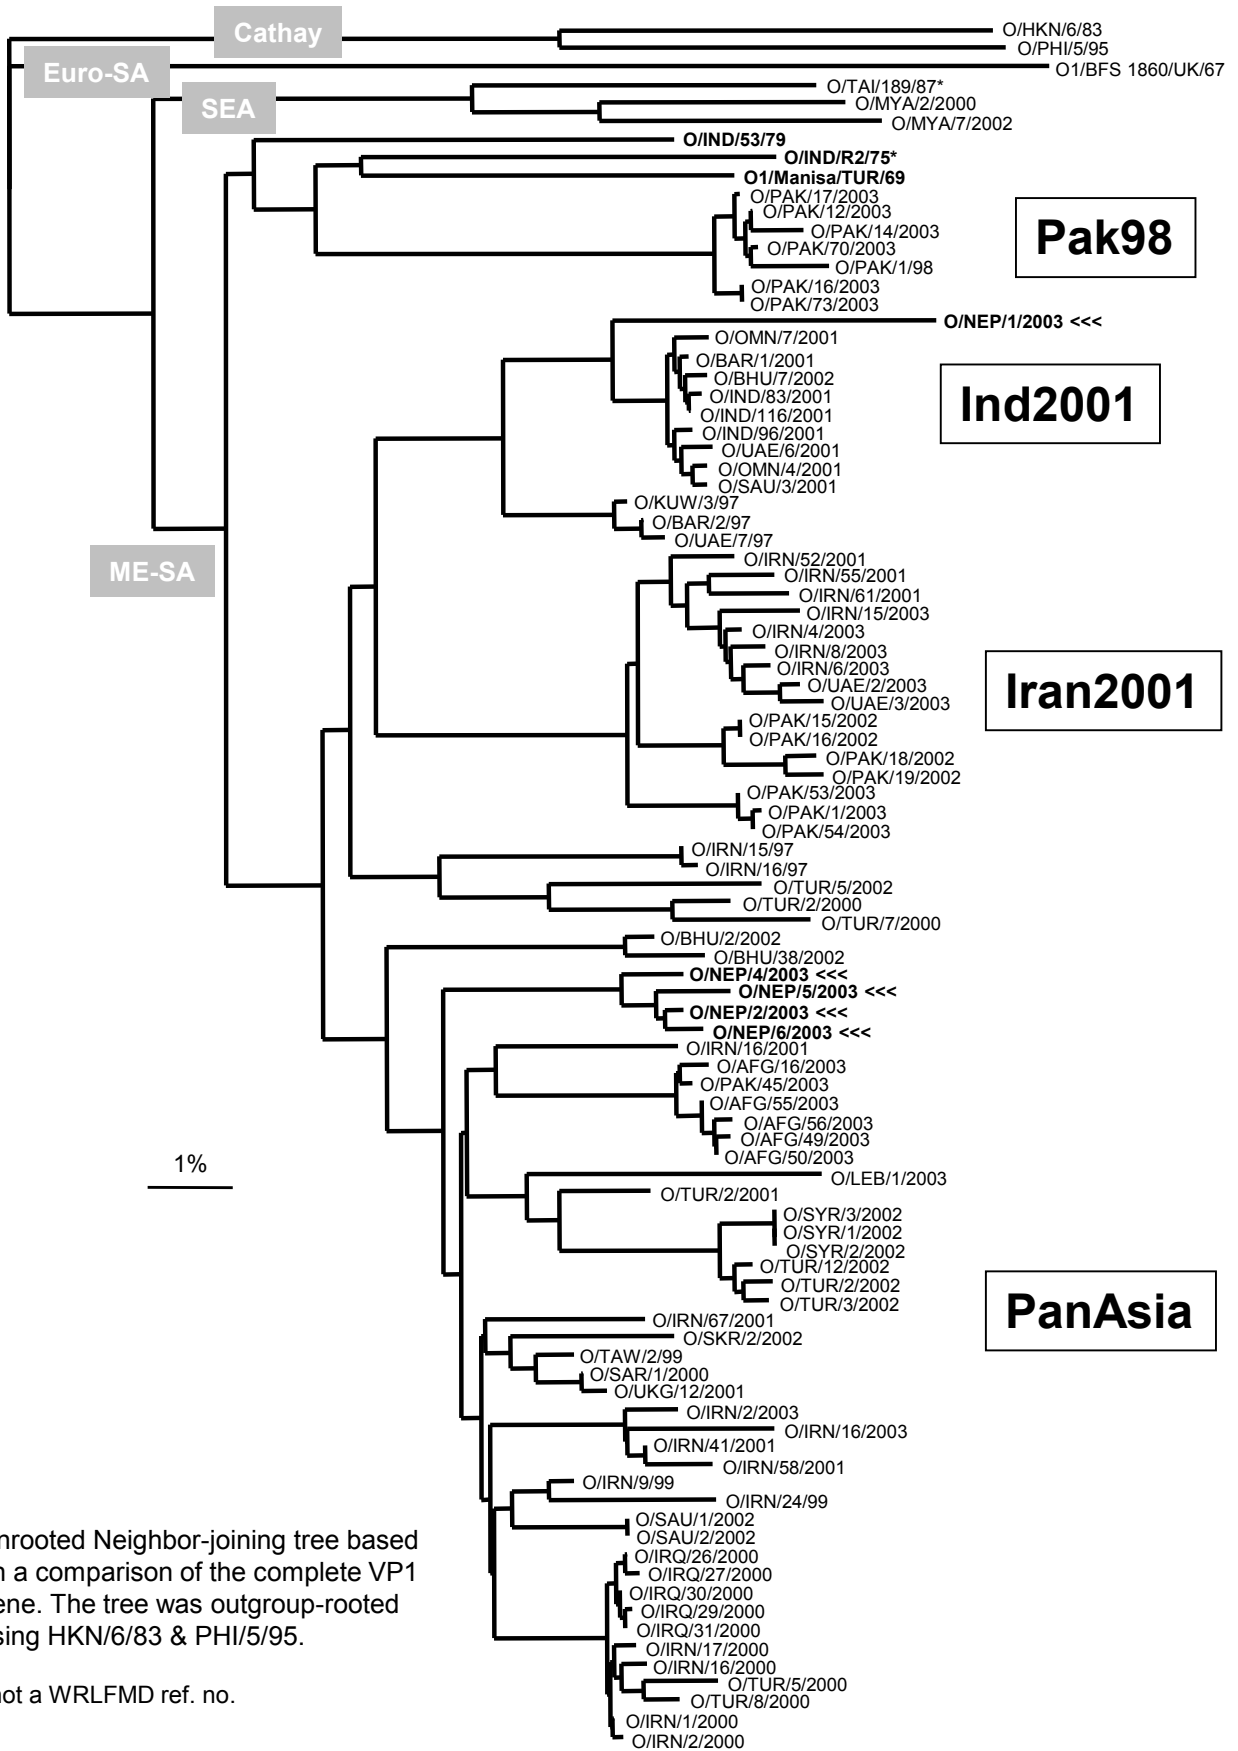 Cathay
O/HKN/6/83
O/PHI/5/95
Euro-SA
O1/BFS 1860/UK/67
SEA
O/TAI/189/87*
O/MYA/2/2000
O/MYA/7/2002
O/IND/53/79
O/IND/R2/75*
O1/Manisa/TUR/69
O/PAK/17/2003
O/PAK/12/2003
O/PAK/14/2003
O/PAK/70/2003
O/PAK/1/98
O/PAK/16/2003
O/PAK/73/2003
Pak98
O/NEP/1/2003 <<<
O/OMN/7/2001
O/BAR/1/2001
O/BHU/7/2002
O/IND/83/2001
O/IND/116/2001
O/IND/96/2001
O/UAE/6/2001
O/OMN/4/2001
O/SAU/3/2001
Ind2001
O/KUW/3/97
O/BAR/2/97
O/UAE/7/97
ME-SA
O/IRN/52/2001
O/IRN/55/2001
O/IRN/61/2001
O/IRN/15/2003
O/IRN/4/2003
O/IRN/8/2003
O/IRN/6/2003
O/UAE/2/2003
O/UAE/3/2003
Iran2001
O/PAK/15/2002
O/PAK/16/2002
O/PAK/18/2002
O/PAK/19/2002
O/PAK/53/2003
O/PAK/1/2003
O/PAK/54/2003
O/IRN/15/97
O/IRN/16/97
O/TUR/5/2002
O/TUR/2/2000
O/TUR/7/2000
O/BHU/2/2002
O/BHU/38/2002
O/NEP/4/2003 <<<
O/NEP/5/2003 <<<
O/NEP/2/2003 <<<
O/NEP/6/2003 <<<
O/IRN/16/2001
O/AFG/16/2003
O/PAK/45/2003
O/AFG/55/2003
O/AFG/56/2003
O/AFG/49/2003
O/AFG/50/2003
1%
O/LEB/1/2003
O/TUR/2/2001
O/SYR/3/2002
O/SYR/1/2002
O/SYR/2/2002
O/TUR/12/2002
O/TUR/2/2002
O/TUR/3/2002
PanAsia
O/IRN/67/2001
O/SKR/2/2002
O/TAW/2/99
O/SAR/1/2000
O/UKG/12/2001
O/IRN/2/2003
O/IRN/16/2003
O/IRN/41/2001
O/IRN/58/2001
O/IRN/9/99
O/IRN/24/99
O/SAU/1/2002
O/SAU/2/2002
O/IRQ/26/2000
O/IRQ/27/2000
O/IRQ/30/2000
O/IRQ/29/2000
O/IRQ/31/2000
O/IRN/17/2000
O/IRN/16/2000
O/TUR/5/2000
O/TUR/8/2000
O/IRN/1/2000
O/IRN/2/2000
nrooted Neighbor-joining tree based
n a comparison of the complete VP1
ene. The tree was outgroup-rooted
sing HKN/6/83 & PHI/5/95.
not a WRLFMD ref. no.